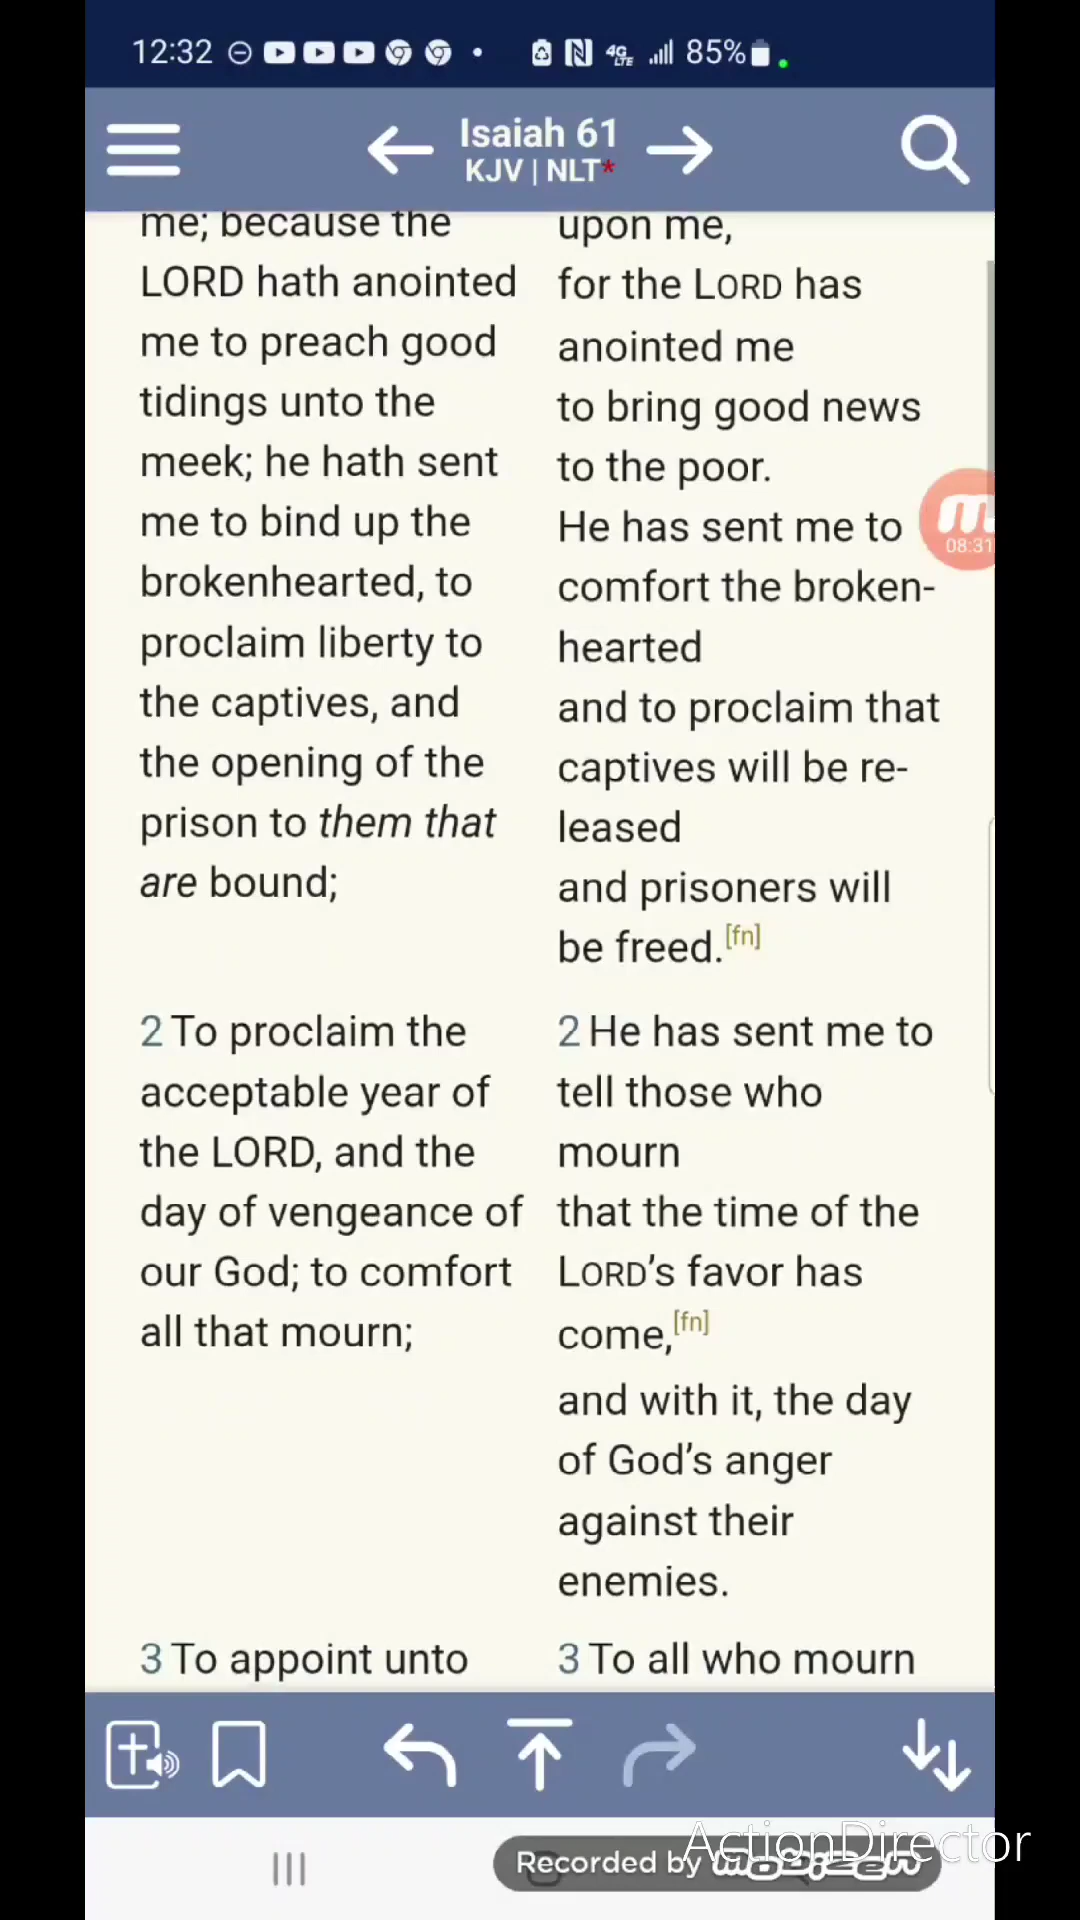 12:32 4G LTE 85%
Isaiah 61
KJV | NLT*
me; because the
LORD hath anointed
me to preach good
tidings unto the
meek; he hath sent
me to bind up the
brokenhearted, to
proclaim liberty to
the captives, and
the opening of the
prison to them that
are bound;
2 To proclaim the
acceptable year of
the LORD, and the
day of vengeance of
our God; to comfort
all that mourn;
3 To appoint unto
upon me,
for the LORD has
anointed me
to bring good news
to the poor.
He has sent me to
comfort the broken-
hearted
and to proclaim that
captives will be re-
leased
and prisoners will
be freed.[fn]
2 He has sent me to
tell those who
mourn
that the time of the
LORD’s favor has
come,[fn]
and with it, the day
of God’s anger
against their
enemies.
3 To all who mourn
m
08:31
ActionDirector
Recorded by MOBIZEN